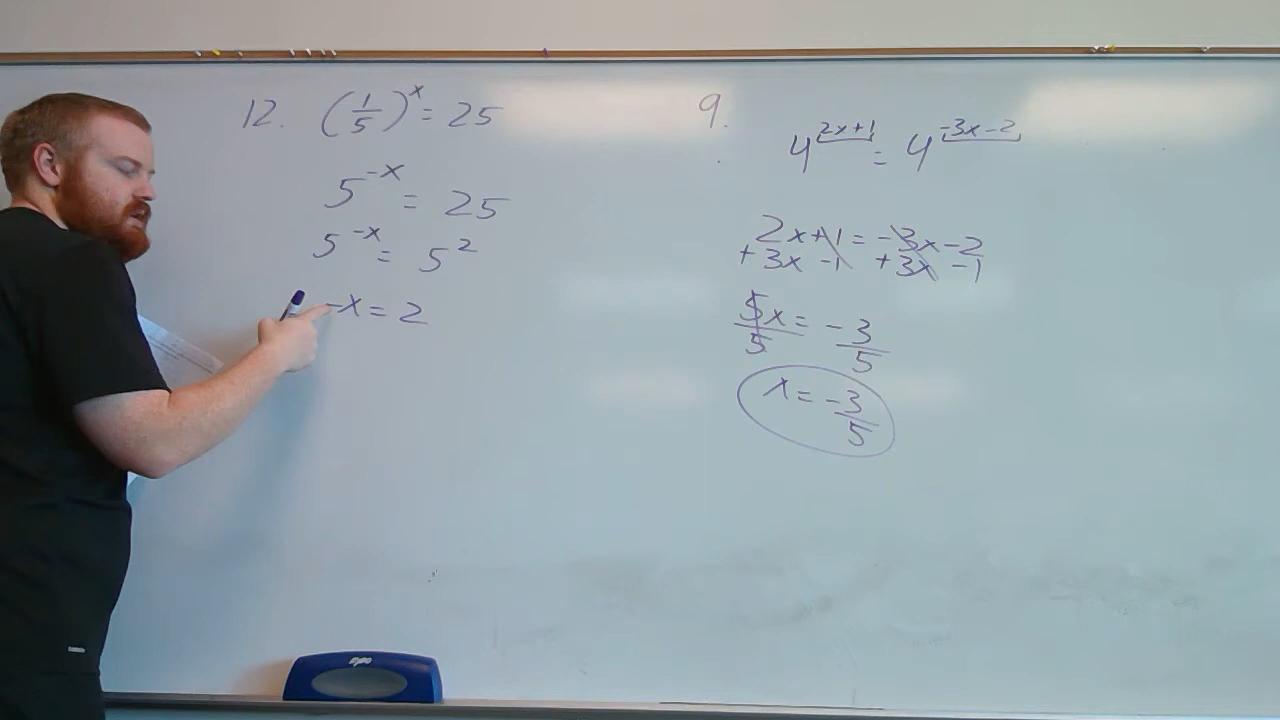 12. (1/5)^x = 25
5^-x = 25
5^-x = 5^2
-x = 2
9.
4^2x+1 = 4^-3x-2
2x+1 = -3x-2
+3x -1 +3x -1
5x/5 = -3/5
x = -3/5
expo